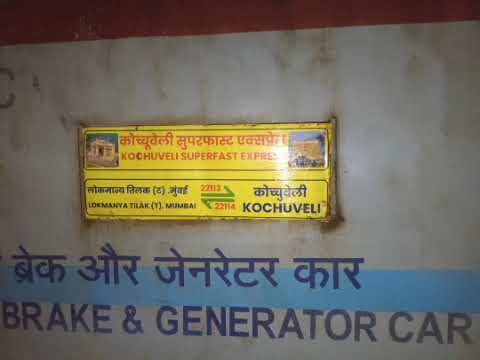 C
कोच्चूवेली सुपरफास्ट एक्सप्रेस
KOCHUVELI SUPERFAST EXPRESS
लोकमान्य तिलक (ट) .मुंबई 22113 कोच्चुवेली
LOKMANYA TILAK (T). MUMBAI 22114 KOCHUVELI
ब्रेक और जेनरेटर कार
BRAKE & GENERATOR CAR